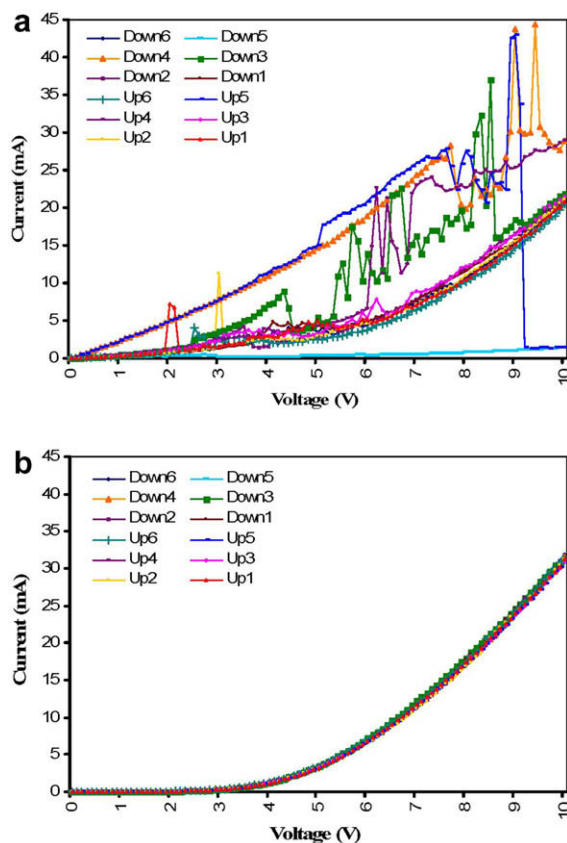 a
45
40
35
30
25
20
15
10
5
0
Current (mA)
Down6 Down5
Down4 Down3
Down2 Down1
Up6 Up5
Up4 Up3
Up2 Up1
0 1 2 3 4 5 6 7 8 9 10
Voltage (V)
b
45
40
35
30
25
20
15
10
5
0
Current (mA)
Down6 Down5
Down4 Down3
Down2 Down1
Up6 Up5
Up4 Up3
Up2 Up1
0 1 2 3 4 5 6 7 8 9 10
Voltage (V)